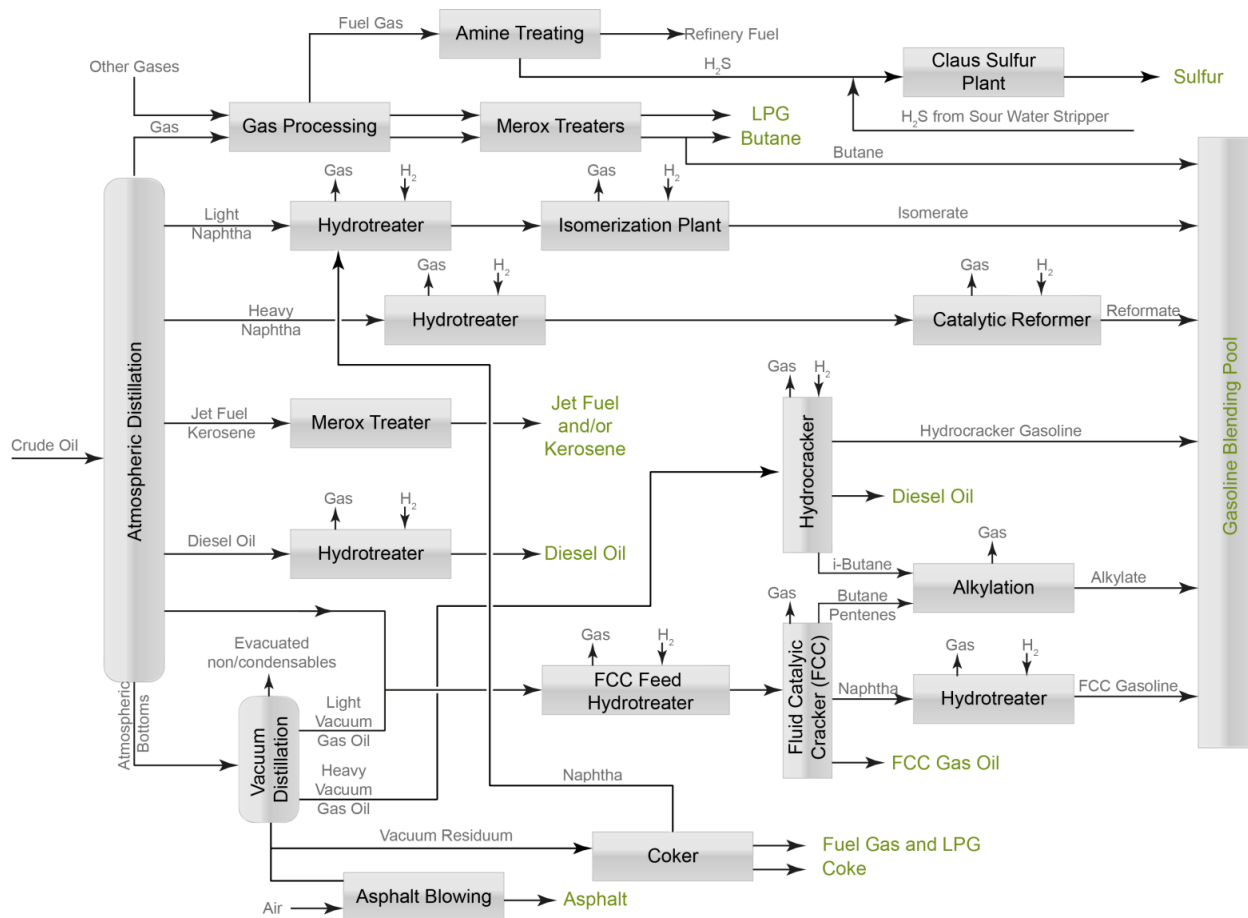 Fuel Gas
Amine Treating
Refinery Fuel
Other Gases
H2S
Claus Sulfur
Plant
Sulfur
Gas
Gas Processing
Merox Treaters
LPG
Butane
H2S from Sour Water Stripper
Butane
Gas
H2
Gas
H2
Light
Naphtha
Hydrotreater
Isomerization Plant
Isomerate
Gas
H2
Gas
H2
Heavy
Naphtha
Hydrotreater
Catalytic Reformer
Reformate
Atmospheric Distillation
Gasoline Blending Pool
Crude Oil
Jet Fuel
Kerosene
Merox Treater
Jet Fuel
and/or
Kerosene
Gas
H2
Hydrocracker
Hydrocracker Gasoline
Diesel Oil
i-Butane
Gas
H2
Diesel Oil
Hydrotreater
Diesel Oil
Gas
Butane
Pentenes
Alkylation
Alkylate
Evacuated
non/condensables
Gas
H2
FCC Feed
Hydrotreater
Gas
Fluid Catalyic
Cracker (FCC)
Naphtha
Gas
H2
Hydrotreater
FCC Gasoline
FCC Gas Oil
Atmospheric
Bottoms
Vacuum
Distillation
Light
Vacuum
Gas Oil
Heavy
Vacuum
Gas Oil
Naphtha
Vacuum Residuum
Coker
Fuel Gas and LPG
Coke
Air
Asphalt Blowing
Asphalt